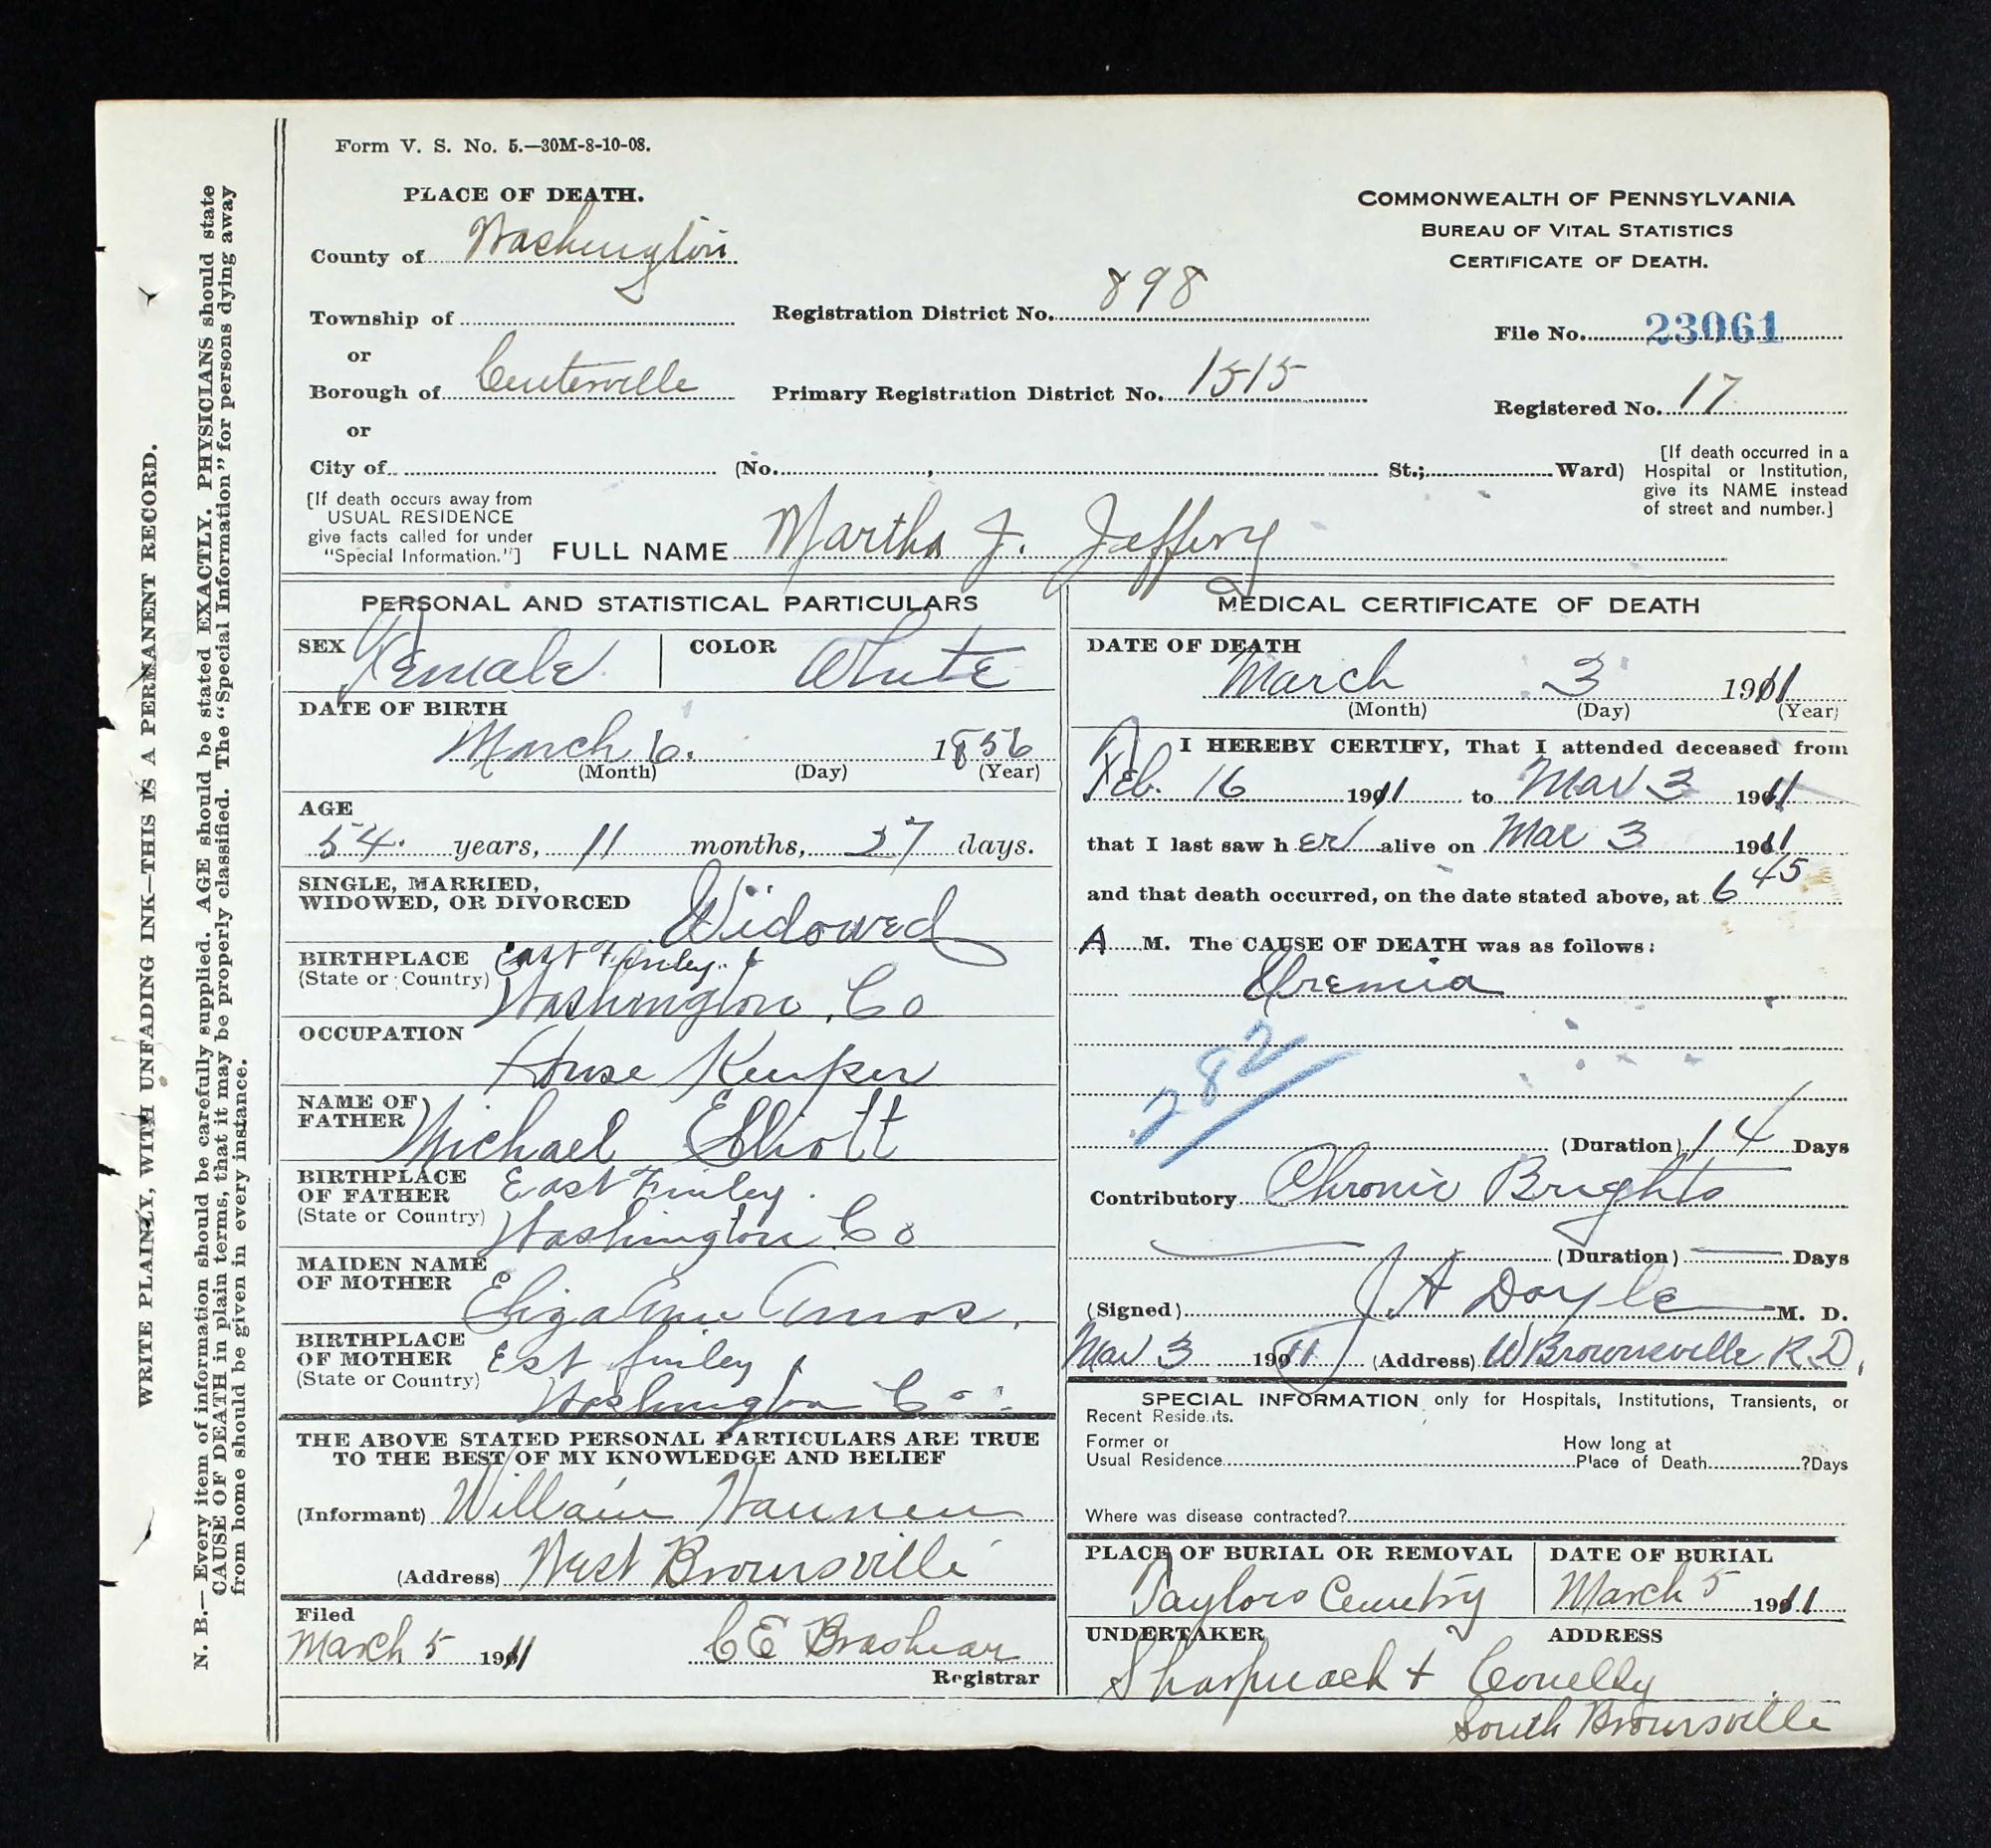 Form V. S. No. 5.—30M-8-10-08.
PLACE OF DEATH.
County of Washington
Township of
or
Borough of Centerville
or
City of (No. , St.; Ward)
Registration District No. 898
Primary Registration District No. 1515
COMMONWEALTH OF PENNSYLVANIA
BUREAU OF VITAL STATISTICS
CERTIFICATE OF DEATH.
File No. 23061
Registered No. 17
[If death occurred in a
Hospital or Institution,
give its NAME instead
of street and number.]
[If death occurs away from
USUAL RESIDENCE
give facts called for under
"Special Information."]
FULL NAME Martha J. Jeffery
PERSONAL AND STATISTICAL PARTICULARS
SEX Female COLOR White
DATE OF BIRTH
March 6. 1856
(Month) (Day) (Year)
AGE
54 years, 11 months, 27 days.
SINGLE, MARRIED,
WIDOWED, OR DIVORCED Widowed
BIRTHPLACE East Finley
(State or Country) Washington, Co
OCCUPATION
House Keeper
NAME OF
FATHER Michael Elliott
BIRTHPLACE
OF FATHER East Finley.
(State or Country) Washington Co
MAIDEN NAME
OF MOTHER Eliza Ann Amos.
BIRTHPLACE
OF MOTHER Est finley
(State or Country) Washington Co
THE ABOVE STATED PERSONAL PARTICULARS ARE TRUE
TO THE BEST OF MY KNOWLEDGE AND BELIEF
(Informant) William
(Address) West Brownsville
Filed
March 5 1911 C E Brashear
Registrar
MEDICAL CERTIFICATE OF DEATH
DATE OF DEATH
March 3 1911
(Month) (Day) (Year)
I HEREBY CERTIFY, That I attended deceased from
Feb. 16 1911 to Mar 3 1911
that I last saw her alive on Mar 3 1911
and that death occurred, on the date stated above, at 6 45
A M. The CAUSE OF DEATH was as follows:
Uremia
282
(Duration) 14 Days
Contributory Chronic Brights
(Duration) Days
(Signed) J A Doyle M. D.
Mar 3 1911 (Address) W Brownsville R.D.
SPECIAL INFORMATION only for Hospitals, Institutions, Transients, or
Recent Residents.
Former or
Usual Residence
How long at
Place of Death ?Days
Where was disease contracted?
PLACE OF BURIAL OR REMOVAL
Taylors Cemetry
DATE OF BURIAL
March 5 1911
UNDERTAKER ADDRESS
Sharpnack + Conelly
South Brownsville
WRITE PLAINLY, WITH UNFADING INK—THIS IS A PERMANENT RECORD.
N. B.—Every item of information should be carefully supplied. AGE should be stated EXACTLY. PHYSICIANS should state
CAUSE OF DEATH in plain terms, that it may be properly classified. The "Special Information" for persons dying away
from home should be given in every instance.